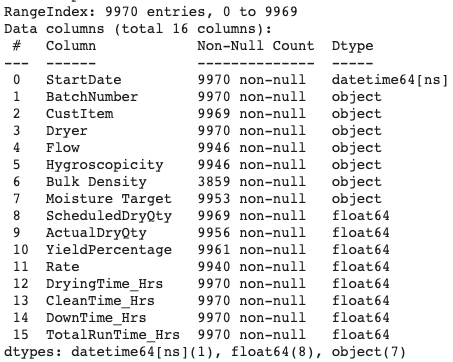 RangeIndex: 9970 entries, 0 to 9969
Data columns (total 16 columns):
 #   Column             Non-Null Count  Dtype
---  ------             --------------  -----
 0   StartDate          9970 non-null   datetime64[ns]
 1   BatchNumber        9970 non-null   object
 2   CustItem           9969 non-null   object
 3   Dryer              9970 non-null   object
 4   Flow               9946 non-null   object
 5   Hygroscopicity     9946 non-null   object
 6   Bulk Density       3859 non-null   object
 7   Moisture Target    9953 non-null   object
 8   ScheduledDryQty    9969 non-null   float64
 9   ActualDryQty       9956 non-null   float64
 10  YieldPercentage    9961 non-null   float64
 11  Rate               9940 non-null   float64
 12  DryingTime_Hrs     9970 non-null   float64
 13  CleanTime_Hrs      9970 non-null   float64
 14  DownTime_Hrs       9970 non-null   float64
 15  TotalRunTime_Hrs   9970 non-null   float64
dtypes: datetime64[ns](1), float64(8), object(7)